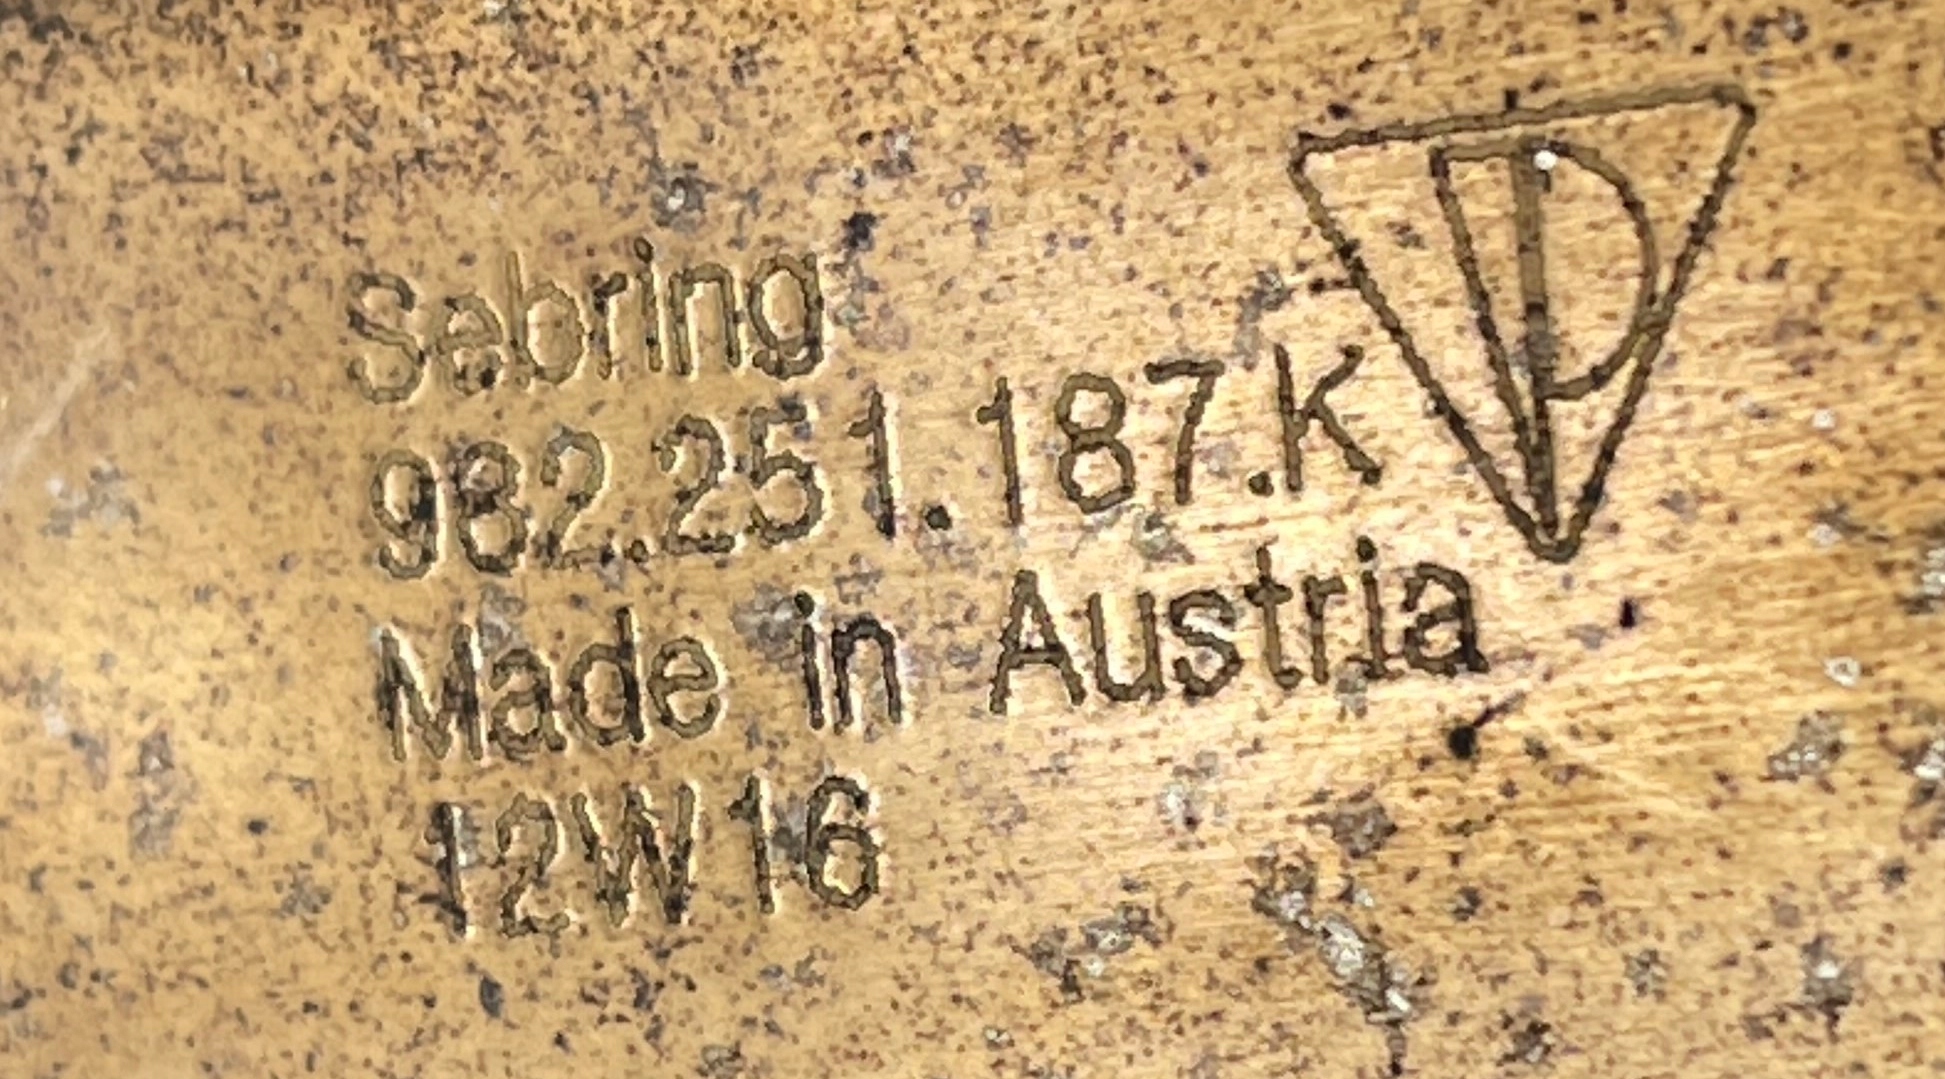 Sebring
982.251.187.K
Made in Austria
12W16